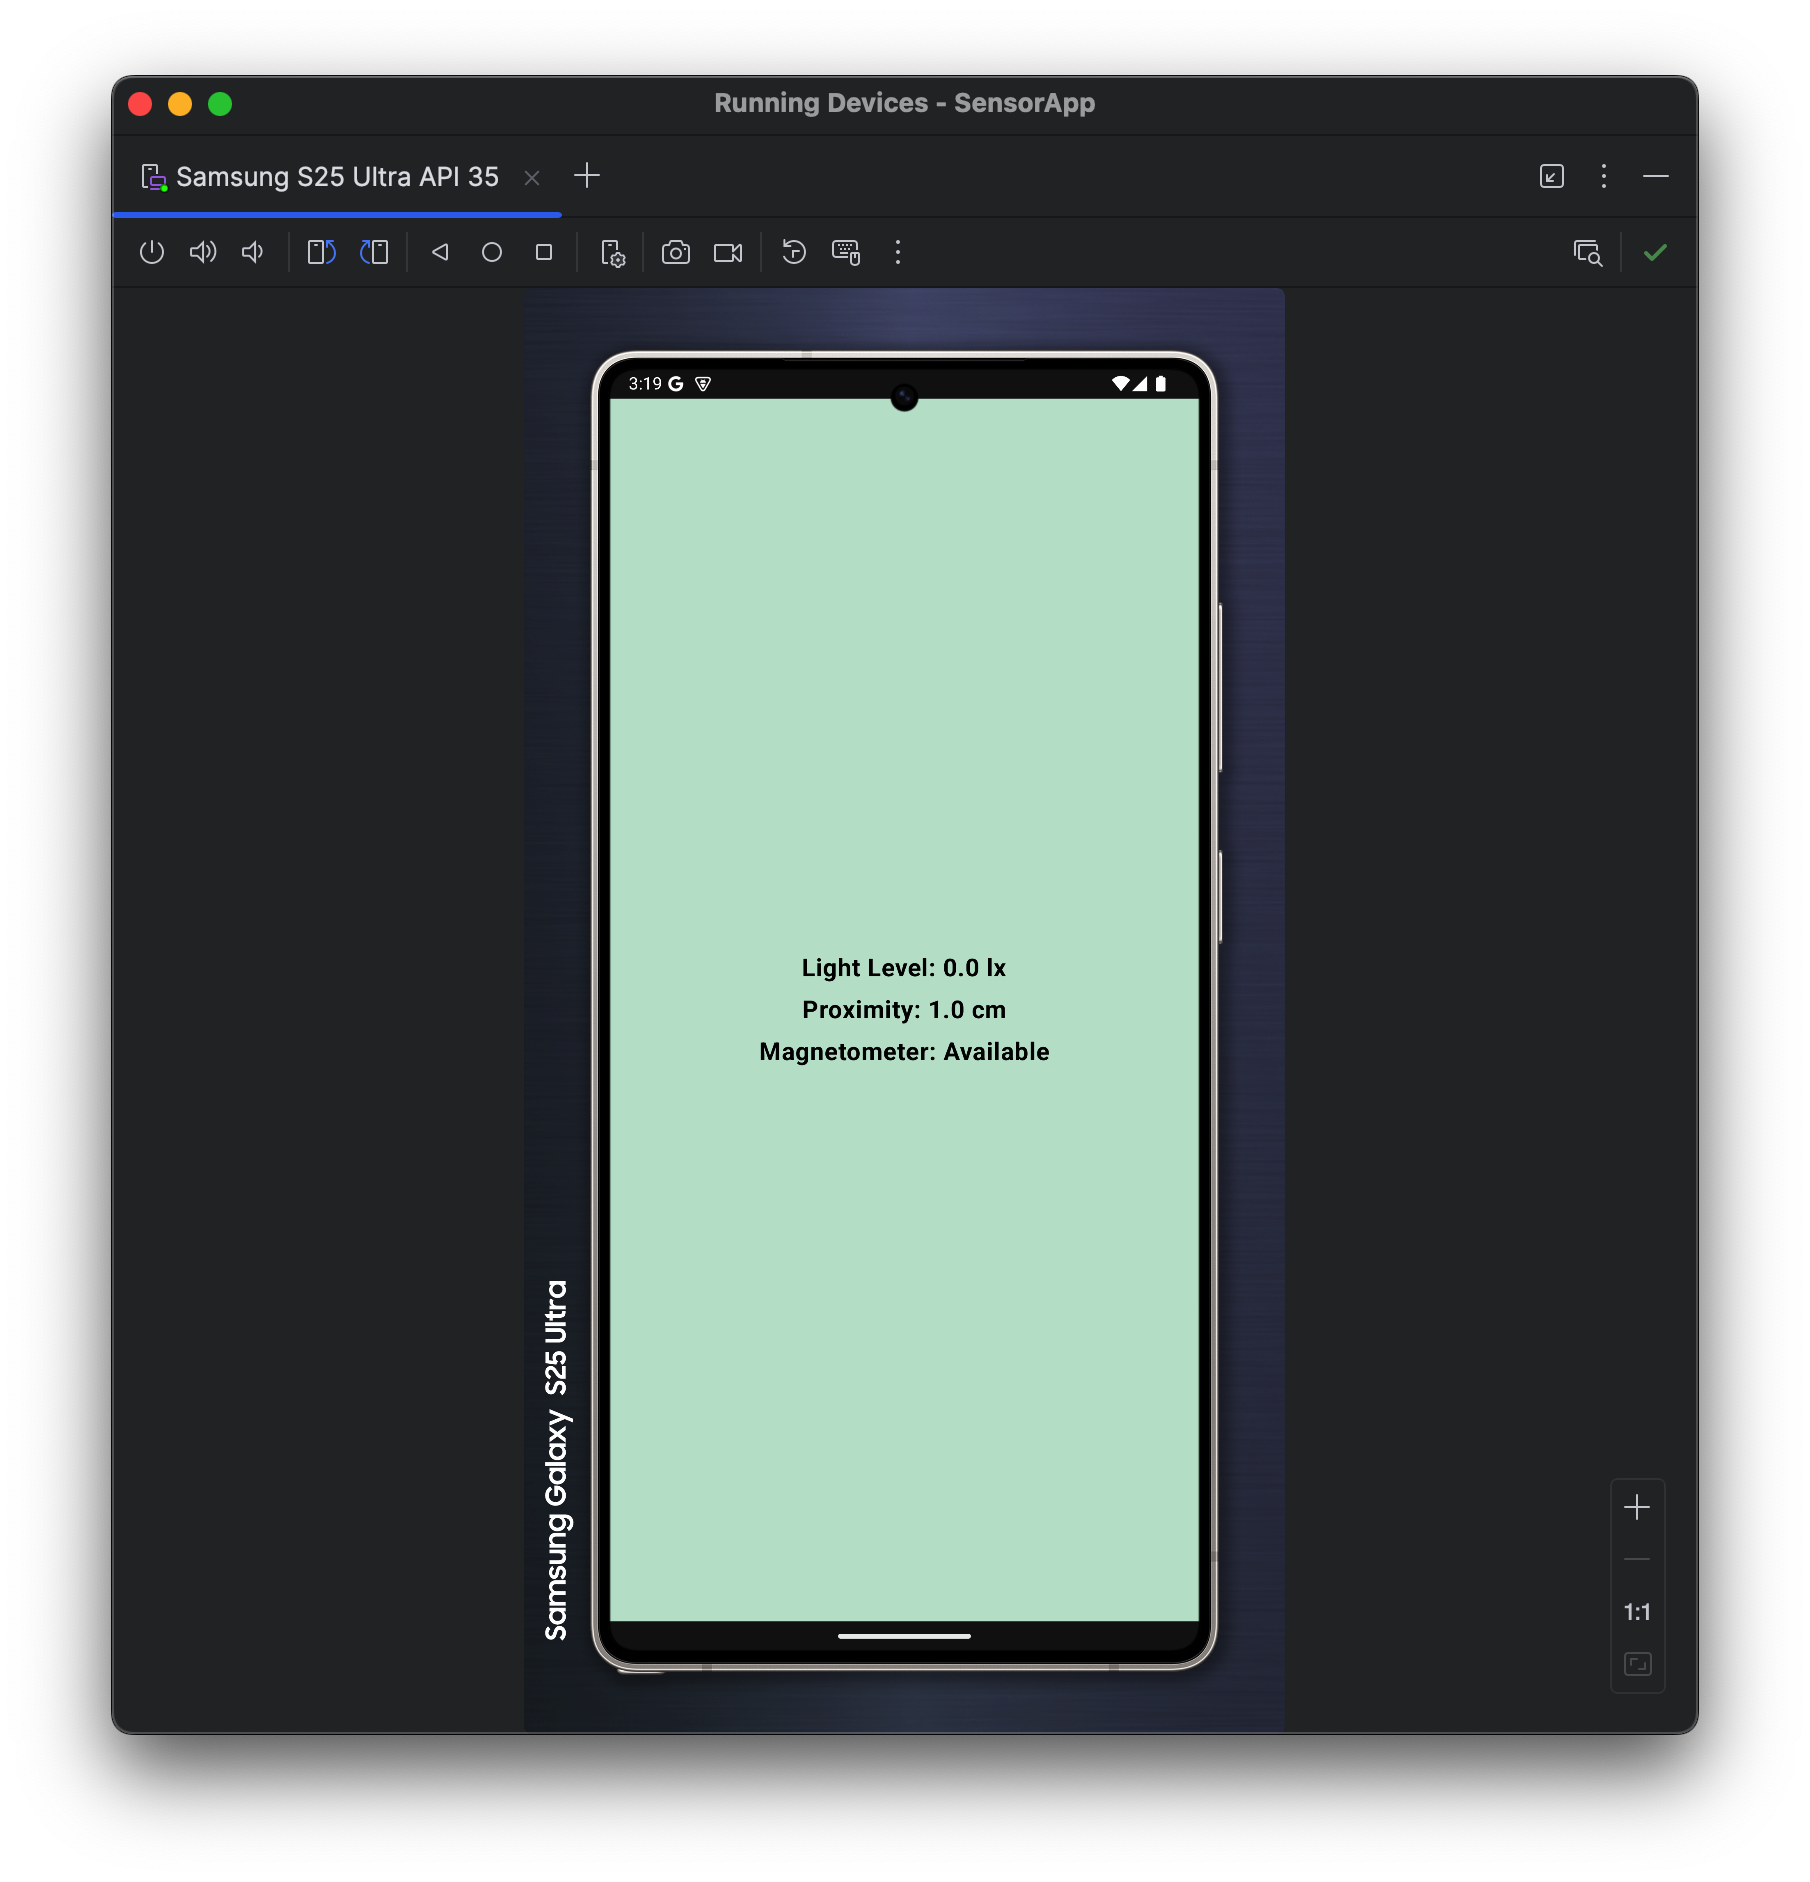 Running Devices - SensorApp
Samsung S25 Ultra API 35
3:19
Light Level: 0.0 lx
Proximity: 1.0 cm
Magnetometer: Available
Samsung Galaxy S25 Ultra
1:1